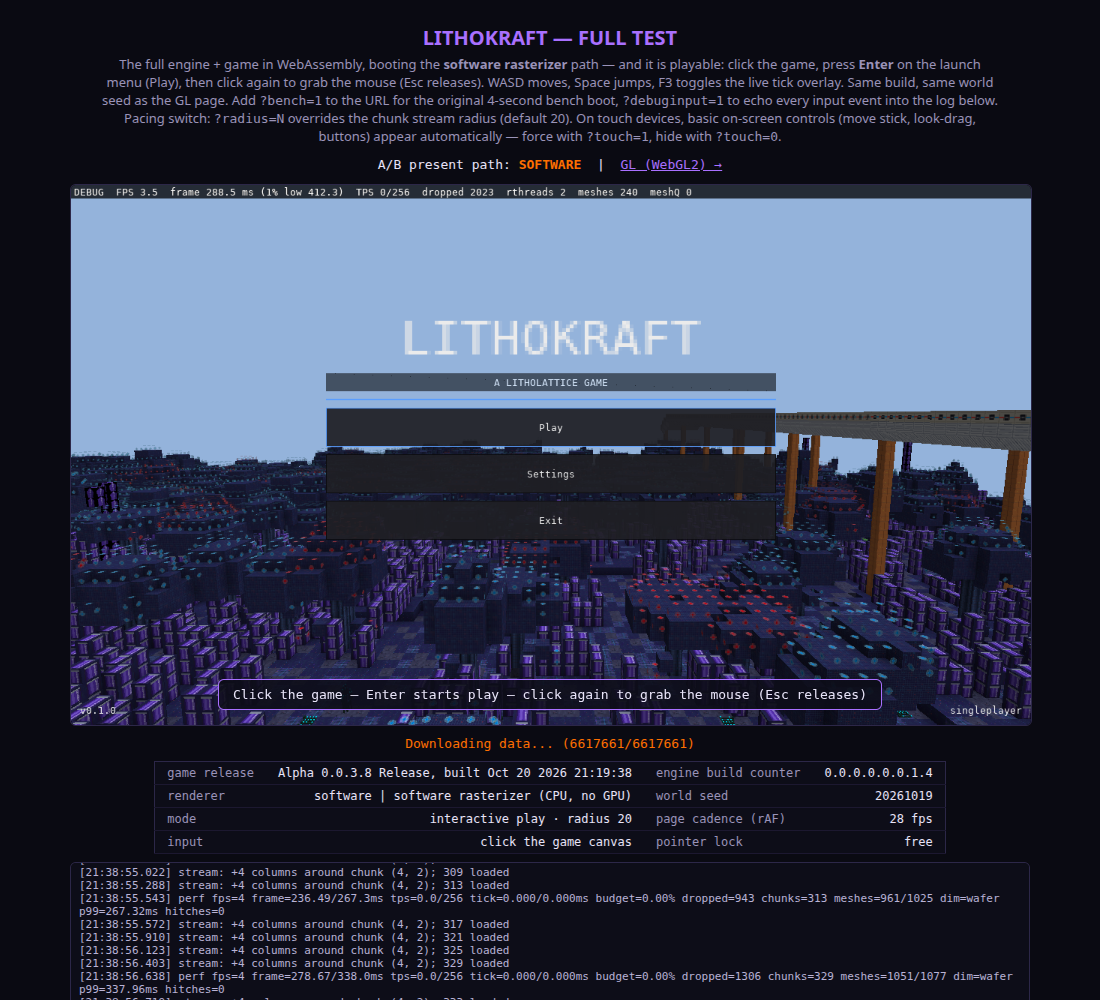 LITHOKRAFT — FULL TEST
The full engine + game in WebAssembly, booting the software rasterizer path — and it is playable: click the game, press Enter on the launch
menu (Play), then click again to grab the mouse (Esc releases). WASD moves, Space jumps, F3 toggles the live tick overlay. Same build, same world
seed as the GL page. Add ?bench=1 to the URL for the original 4-second bench boot, ?debuginput=1 to echo every input event into the log below.
Pacing switch: ?radius=N overrides the chunk stream radius (default 20). On touch devices, basic on-screen controls (move stick, look-drag,
buttons) appear automatically — force with ?touch=1, hide with ?touch=0.
A/B present path: SOFTWARE | GL (WebGL2) →
DEBUG FPS 3.5 frame 288.5 ms (1% low 412.3) TPS 0/256 dropped 2023 rthreads 2 meshes 240 meshQ 0
LITHOKRAFT
A LITHOLATTICE GAME
Play
Settings
Exit
Click the game — Enter starts play — click again to grab the mouse (Esc releases)
v0.1.0
singleplayer
Downloading data... (6617661/6617661)
game release Alpha 0.0.3.8 Release, built Oct 20 2026 21:19:38 engine build counter 0.0.0.0.0.0.1.4
renderer software | software rasterizer (CPU, no GPU) world seed 20261019
mode interactive play · radius 20 page cadence (rAF) 28 fps
input click the game canvas pointer lock free
[21:38:55.022] stream: +4 columns around chunk (4, 2); 309 loaded
[21:38:55.288] stream: +4 columns around chunk (4, 2); 313 loaded
[21:38:55.543] perf fps=4 frame=236.49/267.3ms tps=0.0/256 tick=0.000/0.000ms budget=0.00% dropped=943 chunks=313 meshes=961/1025 dim=wafer
p99=267.32ms hitches=0
[21:38:55.572] stream: +4 columns around chunk (4, 2); 317 loaded
[21:38:55.910] stream: +4 columns around chunk (4, 2); 321 loaded
[21:38:56.123] stream: +4 columns around chunk (4, 2); 325 loaded
[21:38:56.403] stream: +4 columns around chunk (4, 2); 329 loaded
[21:38:56.638] perf fps=4 frame=278.67/338.0ms tps=0.0/256 tick=0.000/0.000ms budget=0.00% dropped=1306 chunks=329 meshes=1051/1077 dim=wafer
p99=337.96ms hitches=0